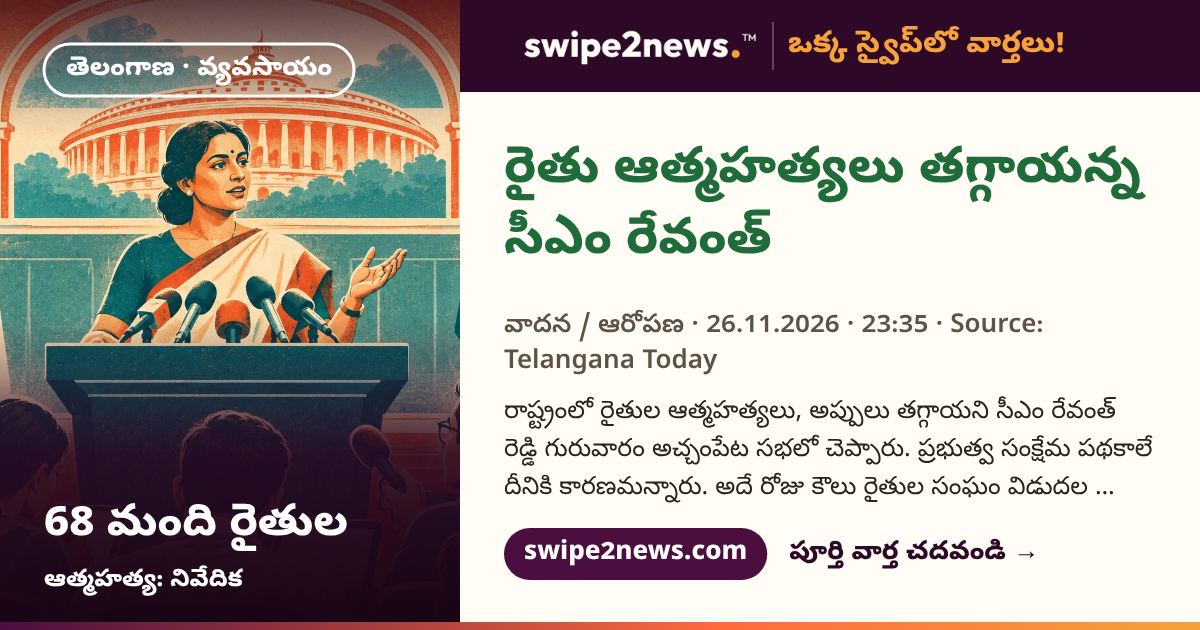 తెలంగాణ · వ్యవసాయం
68 మంది రైతుల
ఆత్మహత్య: నివేదిక
swipe2news.™
ఒక్క స్వైప్‌లో వార్తలు!
రైతు ఆత్మహత్యలు తగ్గాయన్న
సీఎం రేవంత్
వాదన / ఆరోపణ · 26.11.2026 · 23:35 · Source:
Telangana Today
రాష్ట్రంలో రైతుల ఆత్మహత్యలు, అప్పులు తగ్గాయని సీఎం రేవంత్
రెడ్డి గురువారం అచ్చంపేట సభలో చెప్పారు. ప్రభుత్వ సంక్షేమ పథకాలే
దీనికి కారణమన్నారు. అదే రోజు కౌలు రైతుల సంఘం విడుదల ...
swipe2news.com
పూర్తి వార్త చదవండి →